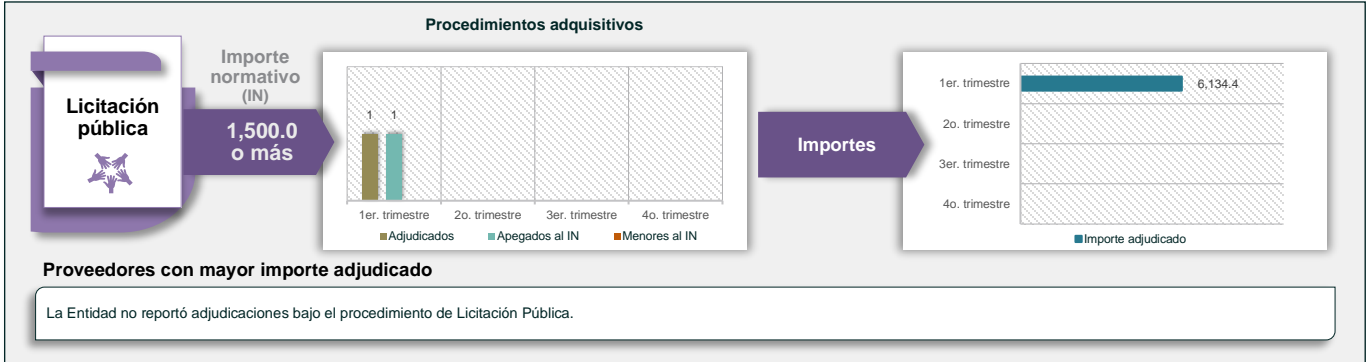 Procedimientos adquisitivos
Licitación
pública
Importe
normativo
(IN)
1,500.0
o más
1 1
1er. trimestre 2o. trimestre 3er. trimestre 4o. trimestre
Adjudicados Apegados al IN Menores al IN
Importes
1er. trimestre 6,134.4
2o. trimestre
3er. trimestre
4o. trimestre
Importe adjudicado
Proveedores con mayor importe adjudicado
La Entidad no reportó adjudicaciones bajo el procedimiento de Licitación Pública.